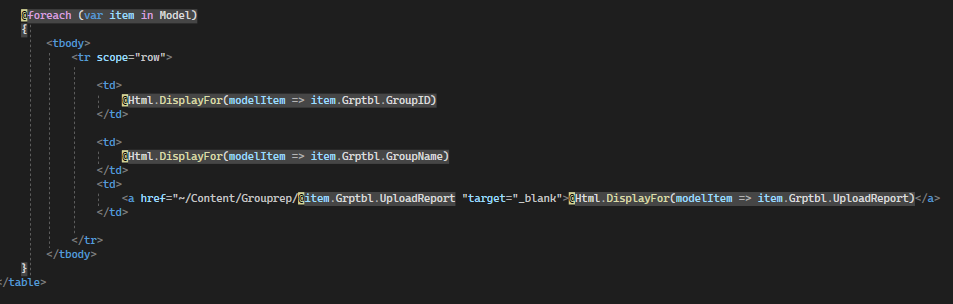 @foreach (var item in Model)
{
<tbody>
<tr scope="row">
<td>
@Html.DisplayFor(modelItem => item.Grptbl.GroupID)
</td>
<td>
@Html.DisplayFor(modelItem => item.Grptbl.GroupName)
</td>
<td>
<a href="~/Content/Grouprep/@item.Grptbl.UploadReport "target="_blank">@Html.DisplayFor(modelItem => item.Grptbl.UploadReport)</a>
</td>
</tr>
</tbody>
}
</table>